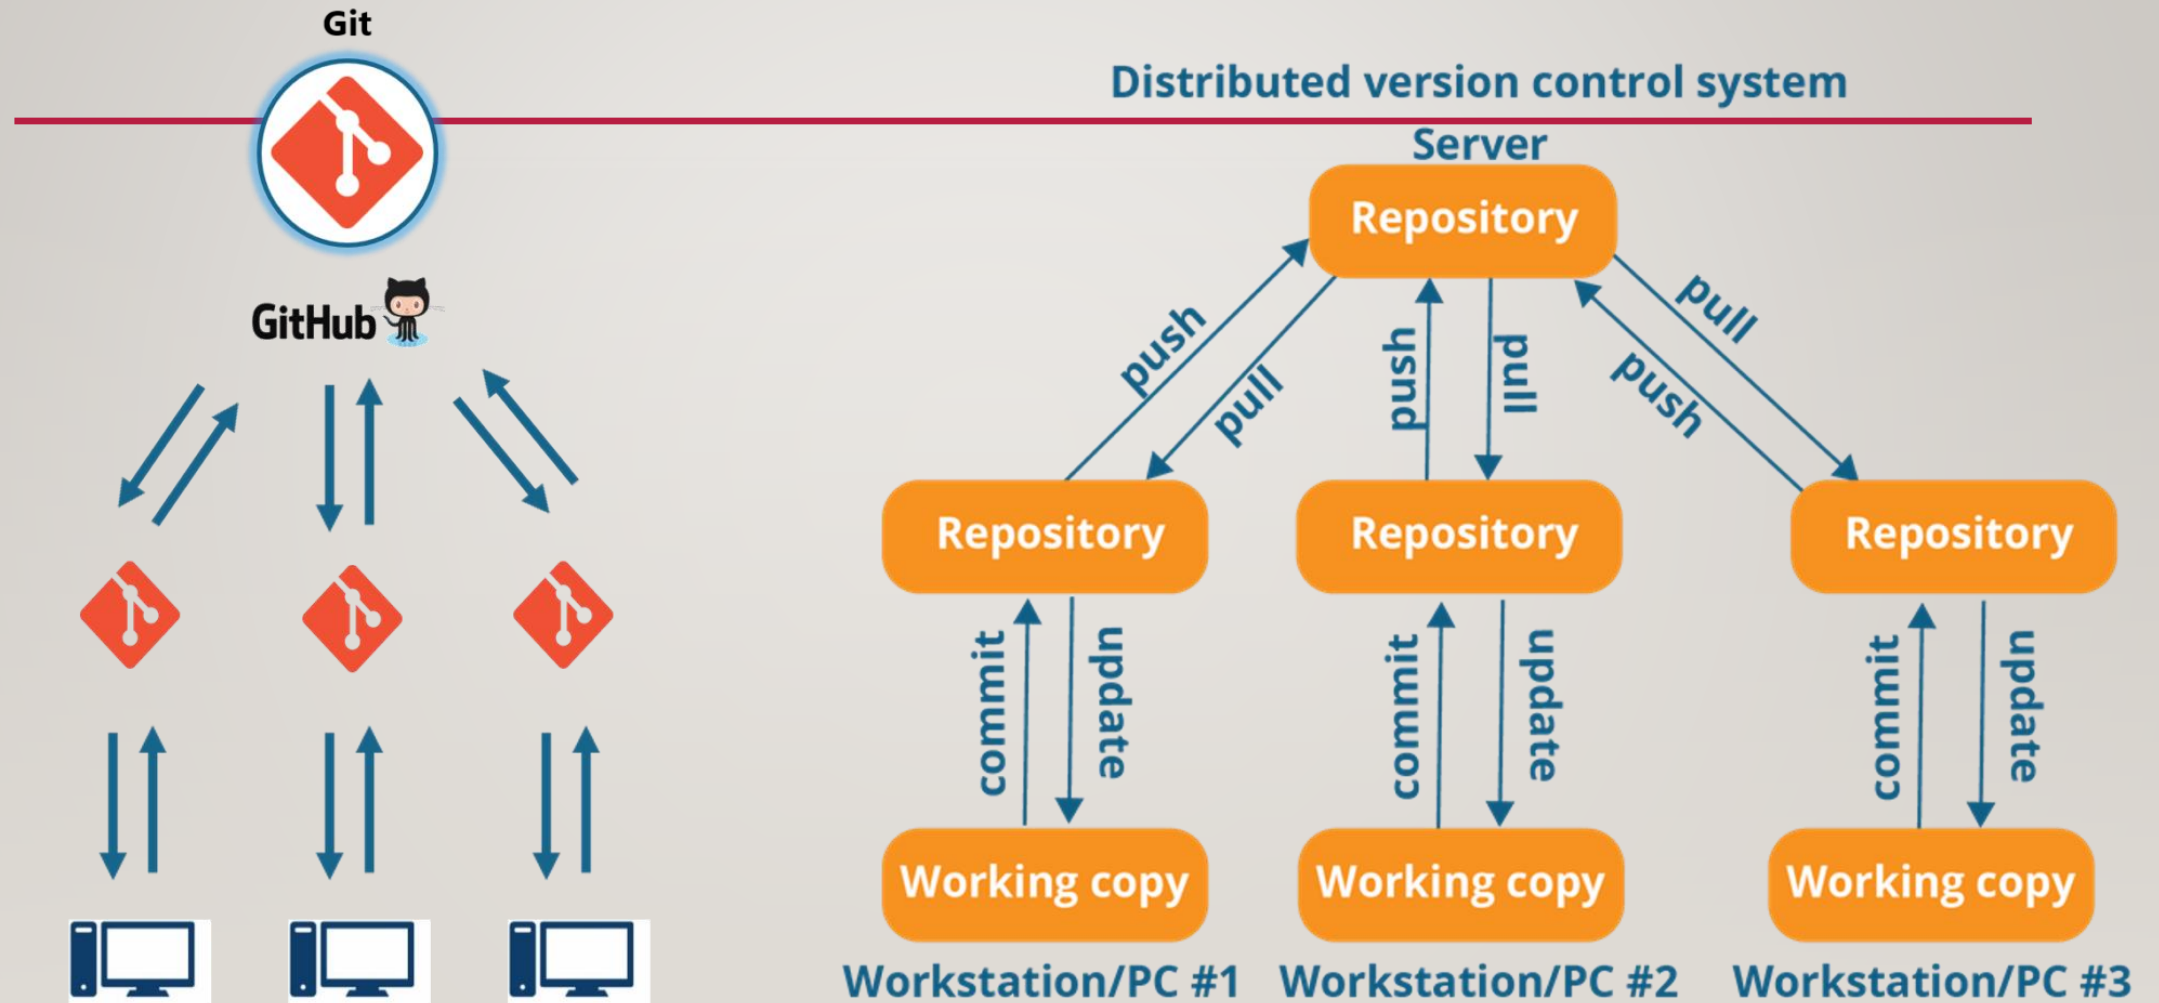 Git
GitHub
Distributed version control system
Server
Repository
push
pull
push
pull
push
pull
Repository
Repository
Repository
commit
update
commit
update
commit
update
Working copy
Working copy
Working copy
Workstation/PC #1
Workstation/PC #2
Workstation/PC #3